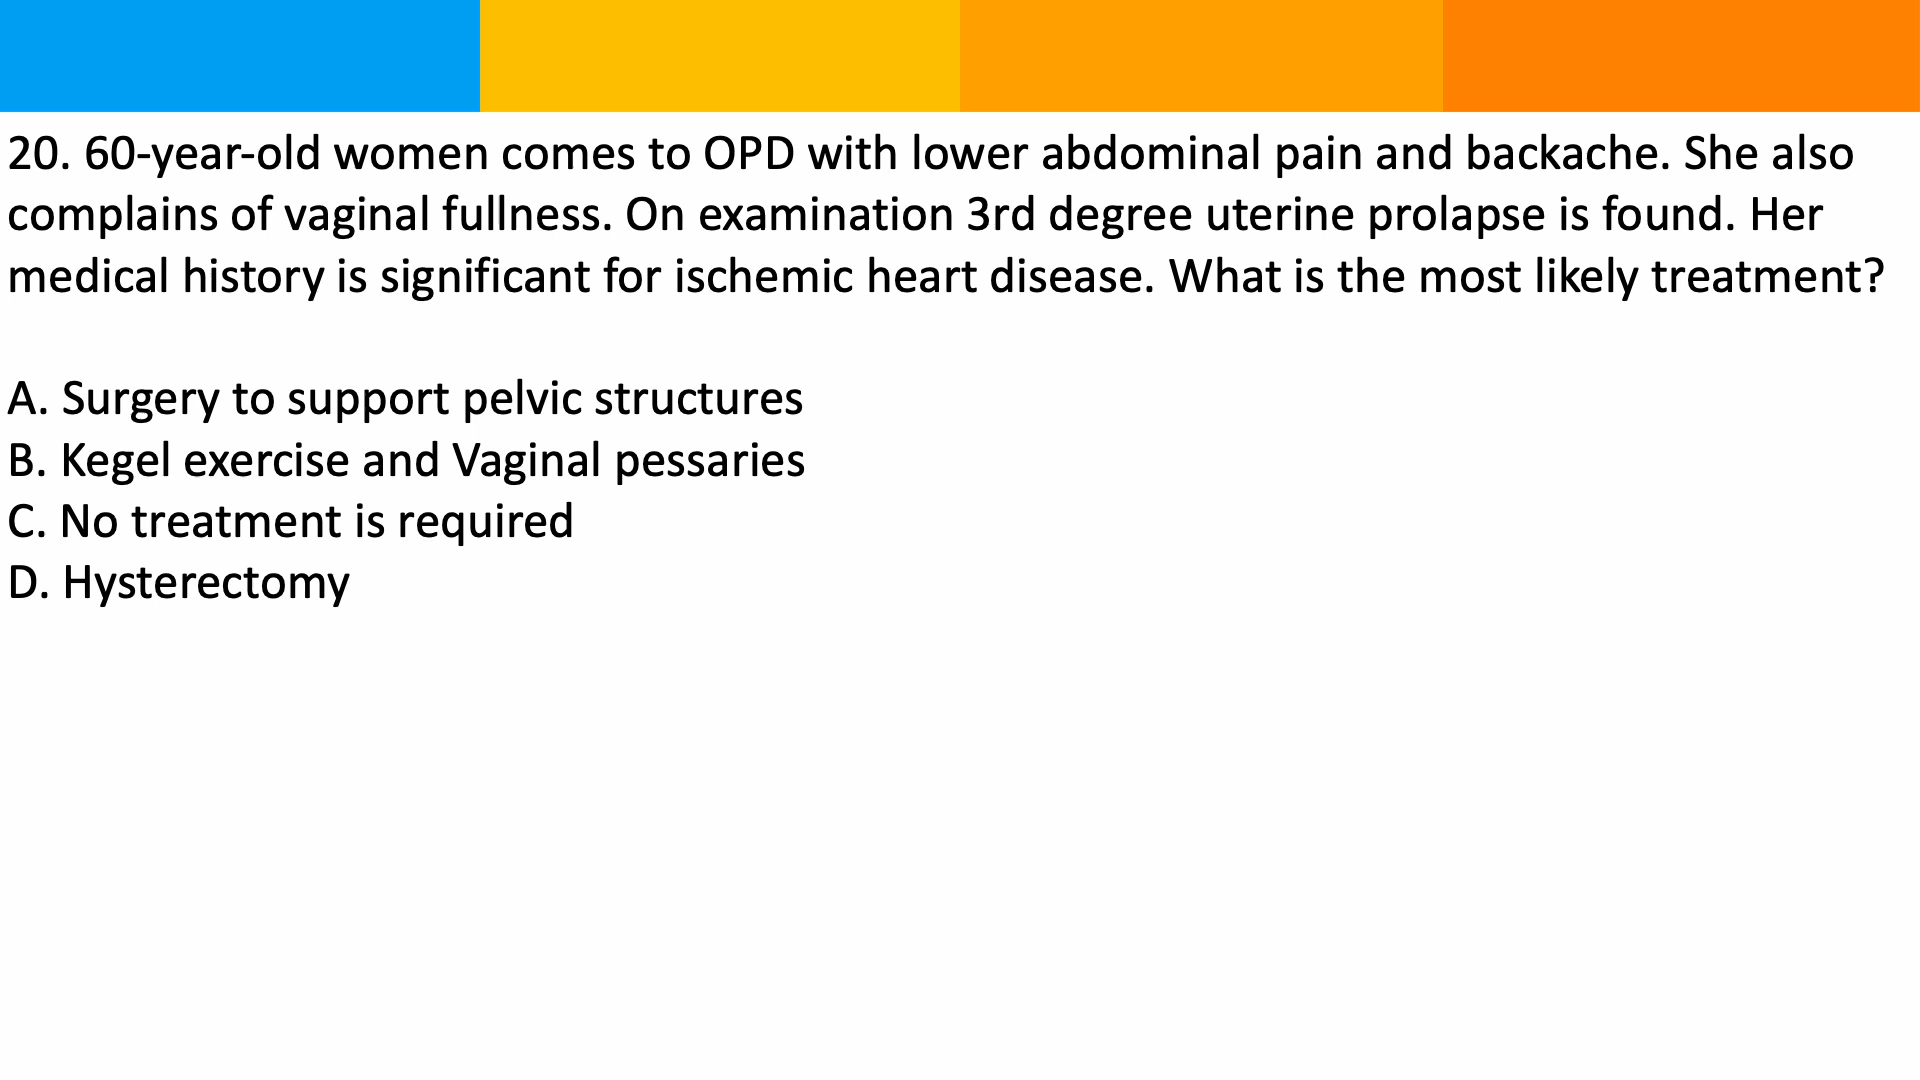 20. 60-year-old women comes to OPD with lower abdominal pain and backache. She also
complains of vaginal fullness. On examination 3rd degree uterine prolapse is found. Her
medical history is significant for ischemic heart disease. What is the most likely treatment?
A. Surgery to support pelvic structures
B. Kegel exercise and Vaginal pessaries
C. No treatment is required
D. Hysterectomy